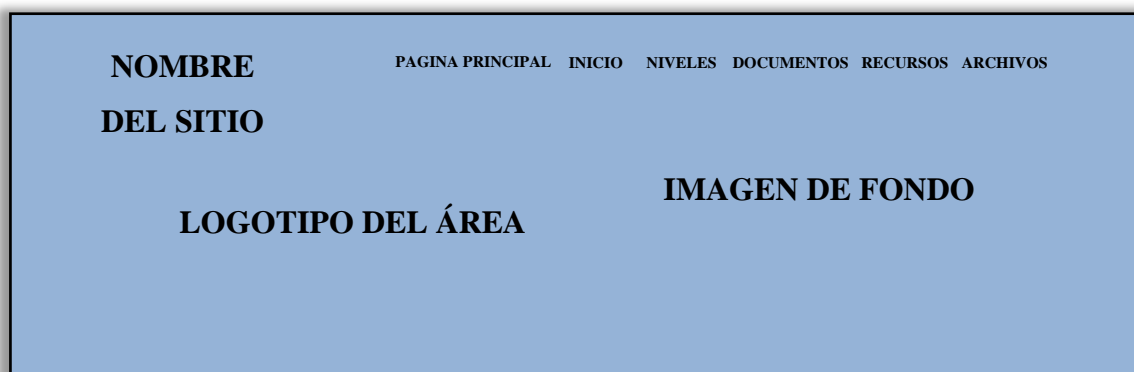 NOMBRE
DEL SITIO
PAGINA PRINCIPAL INICIO NIVELES DOCUMENTOS RECURSOS ARCHIVOS
IMAGEN DE FONDO
LOGOTIPO DEL ÁREA